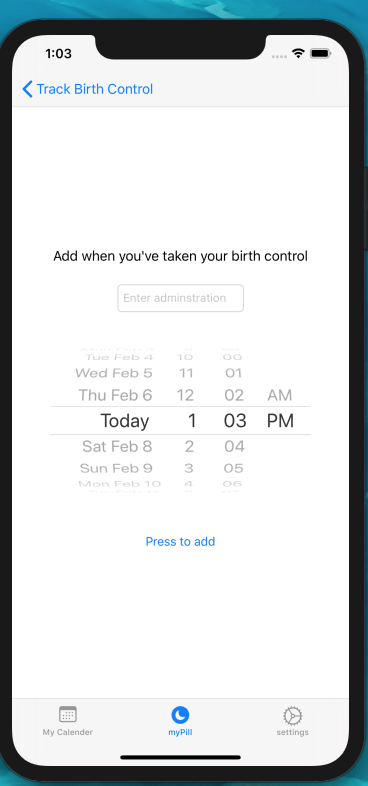 1:03
Track Birth Control
Add when you've taken your birth control
Enter adminstration
Tue Feb 4 10 00
Wed Feb 5 11 01
Thu Feb 6 12 02 AM
Today 1 03 PM
Sat Feb 8 2 04
Sun Feb 9 3 05
Mon Feb 10 4 06
Press to add
My Calender myPill settings